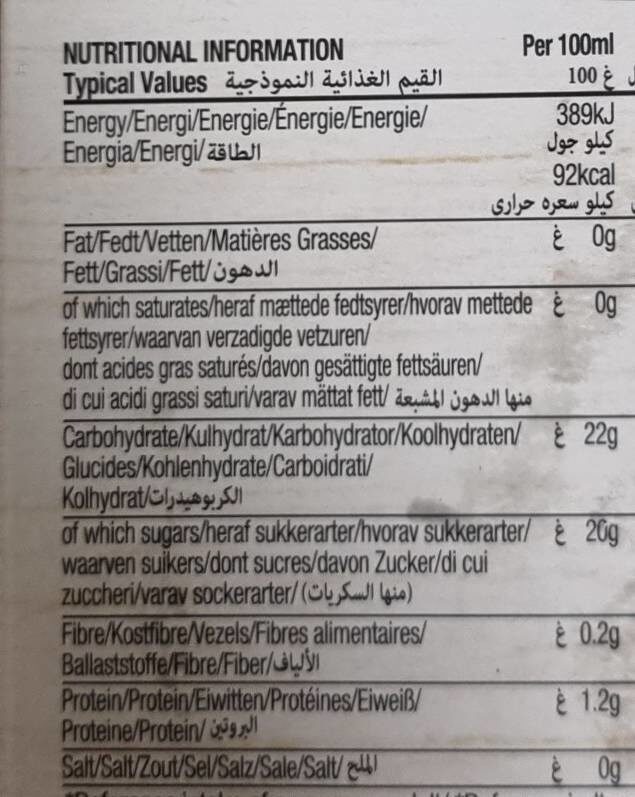 NUTRITIONAL INFORMATION Per 100ml
Typical Values القيم الغذائية النموذجية 100 غ
Energy/Energi/Energie/Énergie/Energie/ 389kJ
Energia/Energi/الطاقة كيلو جول
92kcal
كيلو سعره حرارى
Fat/Fedt/Vetten/Matières Grasses/ غ 0g
Fett/Grassi/Fett/الدهون
of which saturates/heraf mættede fedtsyrer/hvorav mettede غ 0g
fettsyrer/waarvan verzadigde vetzuren/
dont acides gras saturés/davon gesättigte fettsäuren/
di cui acidi grassi saturi/varav mättat fett/ منها الدهون المشبعة
Carbohydrate/Kulhydrat/Karbohydrator/Koolhydraten/ غ 22g
Glucides/Kohlenhydrate/Carboidrati/
Kolhydrat/الكربوهيدرات
of which sugars/heraf sukkerarter/hvorav sukkerarter/ غ 20g
waarven suikers/dont sucres/davon Zucker/di cui
zuccheri/varav sockerarter/ (منها السكريات)
Fibre/Kostfibre/Vezels/Fibres alimentaires/ غ 0.2g
Ballaststoffe/Fibre/Fiber/الألياف
Protein/Protein/Eiwitten/Protéines/Eiweiß/ غ 1.2g
Proteine/Protein/ البروتين
Salt/Salt/Zout/Sel/Salz/Sale/Salt/ الملح غ 0g